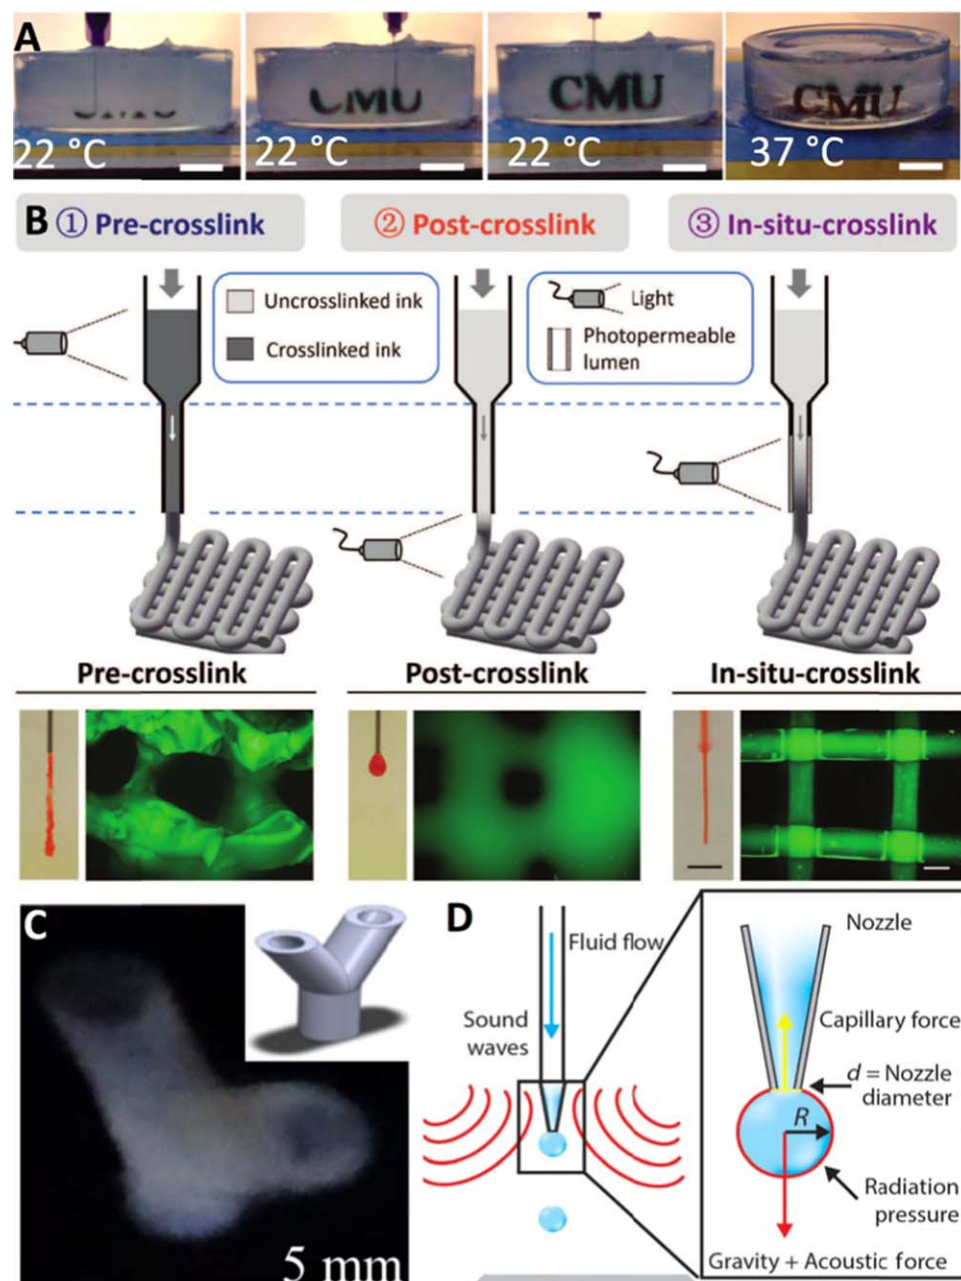 A
CMU
CMU
CMU
22 °C
22 °C
22 °C
37 °C
B ① Pre-crosslink
② Post-crosslink
③ In-situ-crosslink
Uncrosslinked ink
Crosslinked ink
Light
Photopermeable
lumen
Pre-crosslink
Post-crosslink
In-situ-crosslink
C
5 mm
D
Fluid flow
Sound
waves
Nozzle
Capillary force
d = Nozzle
diameter
R
Radiation
pressure
Gravity + Acoustic force